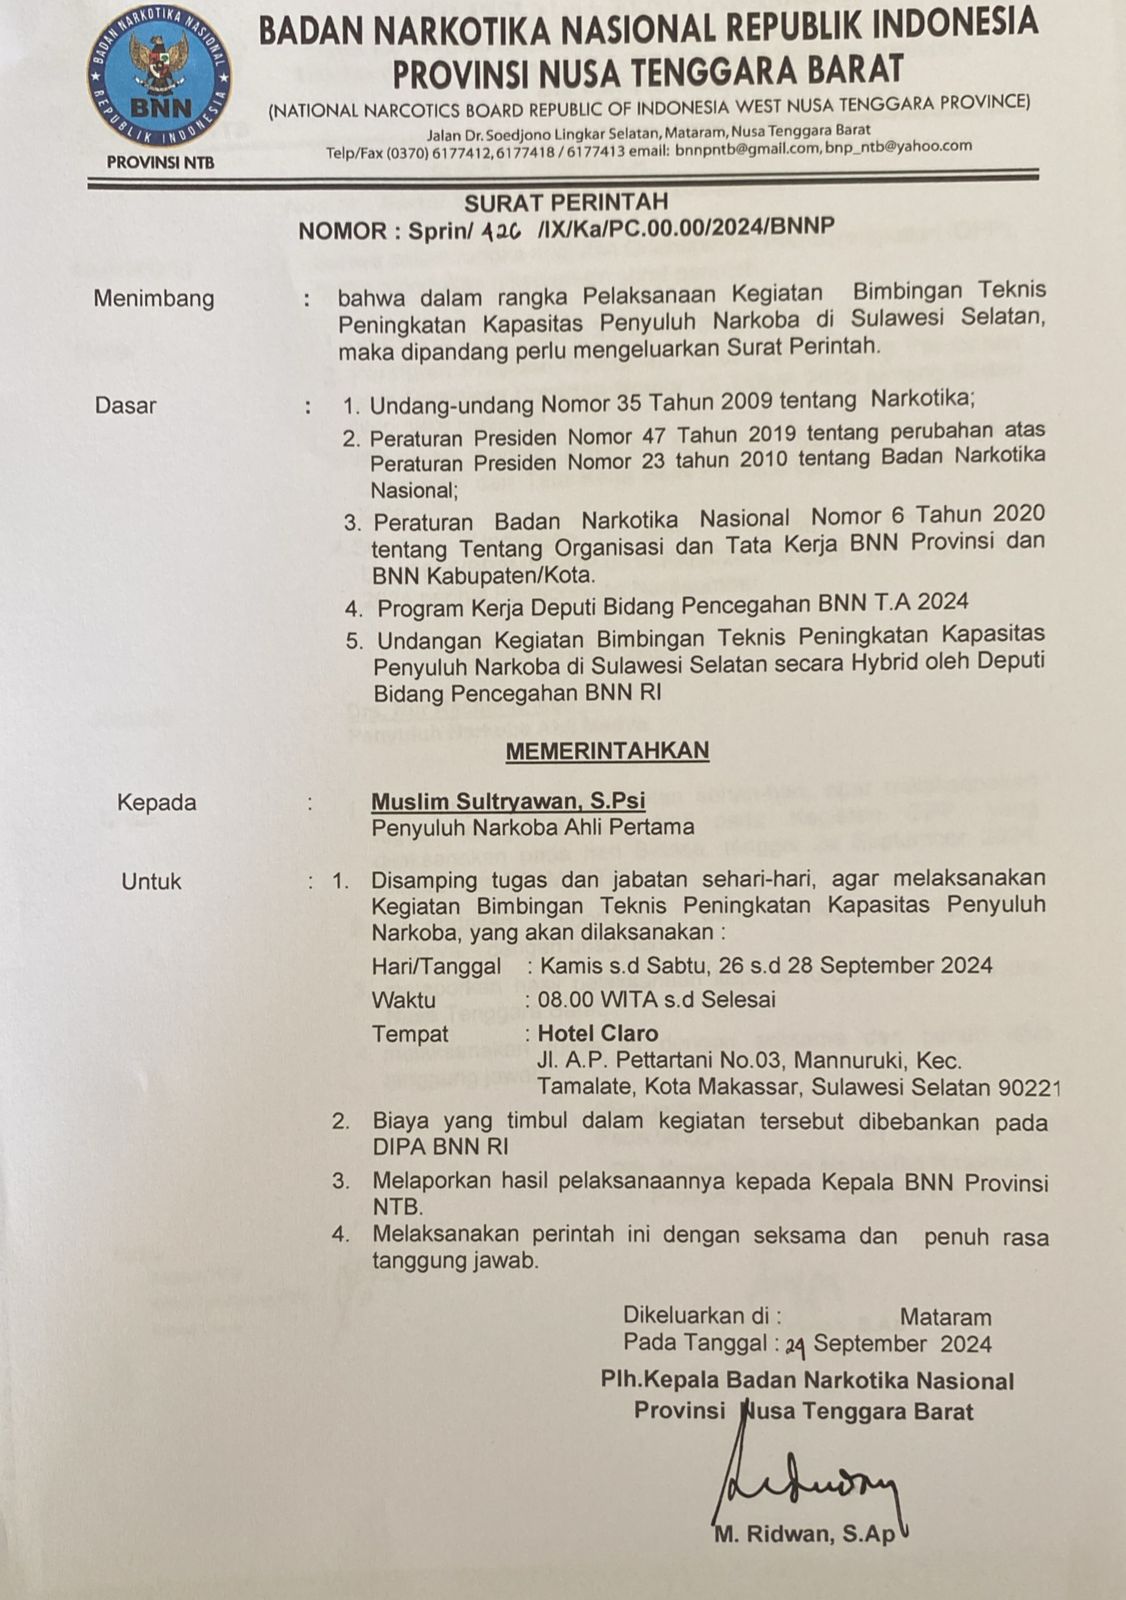 BADAN NARKOTIKA NASIONAL
REPUBLIK INDONESIA
BNN
PROVINSI NTB
BADAN NARKOTIKA NASIONAL REPUBLIK INDONESIA
PROVINSI NUSA TENGGARA BARAT
(NATIONAL NARCOTICS BOARD REPUBLIC OF INDONESIA WEST NUSA TENGGARA PROVINCE)
Jalan Dr. Soedjono Lingkar Selatan, Mataram, Nusa Tenggara Barat
Telp/Fax (0370) 6177412, 6177418 / 6177413 email: bnnpntb@gmail.com, bnp_ntb@yahoo.com
SURAT PERINTAH
NOMOR : Sprin/ /IX/Ka/PC.00.00/2024/BNNP
Menimbang : bahwa dalam rangka Pelaksanaan Kegiatan Bimbingan Teknis
Peningkatan Kapasitas Penyuluh Narkoba di Sulawesi Selatan,
maka dipandang perlu mengeluarkan Surat Perintah.
Dasar : 1. Undang-undang Nomor 35 Tahun 2009 tentang Narkotika;
2. Peraturan Presiden Nomor 47 Tahun 2019 tentang perubahan atas
Peraturan Presiden Nomor 23 tahun 2010 tentang Badan Narkotika
Nasional;
3. Peraturan Badan Narkotika Nasional Nomor 6 Tahun 2020
tentang Tentang Organisasi dan Tata Kerja BNN Provinsi dan
BNN Kabupaten/Kota.
4. Program Kerja Deputi Bidang Pencegahan BNN T.A 2024
5. Undangan Kegiatan Bimbingan Teknis Peningkatan Kapasitas
Penyuluh Narkoba di Sulawesi Selatan secara Hybrid oleh Deputi
Bidang Pencegahan BNN RI
MEMERINTAHKAN
Kepada : Muslim Sultryawan, S.Psi
Penyuluh Narkoba Ahli Pertama
Untuk : 1. Disamping tugas dan jabatan sehari-hari, agar melaksanakan
Kegiatan Bimbingan Teknis Peningkatan Kapasitas Penyuluh
Narkoba, yang akan dilaksanakan :
Hari/Tanggal : Kamis s.d Sabtu, 26 s.d 28 September 2024
Waktu : 08.00 WITA s.d Selesai
Tempat : Hotel Claro
Jl. A.P. Pettartani No.03, Mannuruki, Kec.
Tamalate, Kota Makassar, Sulawesi Selatan 90221
2. Biaya yang timbul dalam kegiatan tersebut dibebankan pada
DIPA BNN RI
3. Melaporkan hasil pelaksanaannya kepada Kepala BNN Provinsi
NTB.
4. Melaksanakan perintah ini dengan seksama dan penuh rasa
tanggung jawab.
Dikeluarkan di : Mataram
Pada Tanggal : September 2024
Plh.Kepala Badan Narkotika Nasional
Provinsi Nusa Tenggara Barat
M. Ridwan, S.Ap